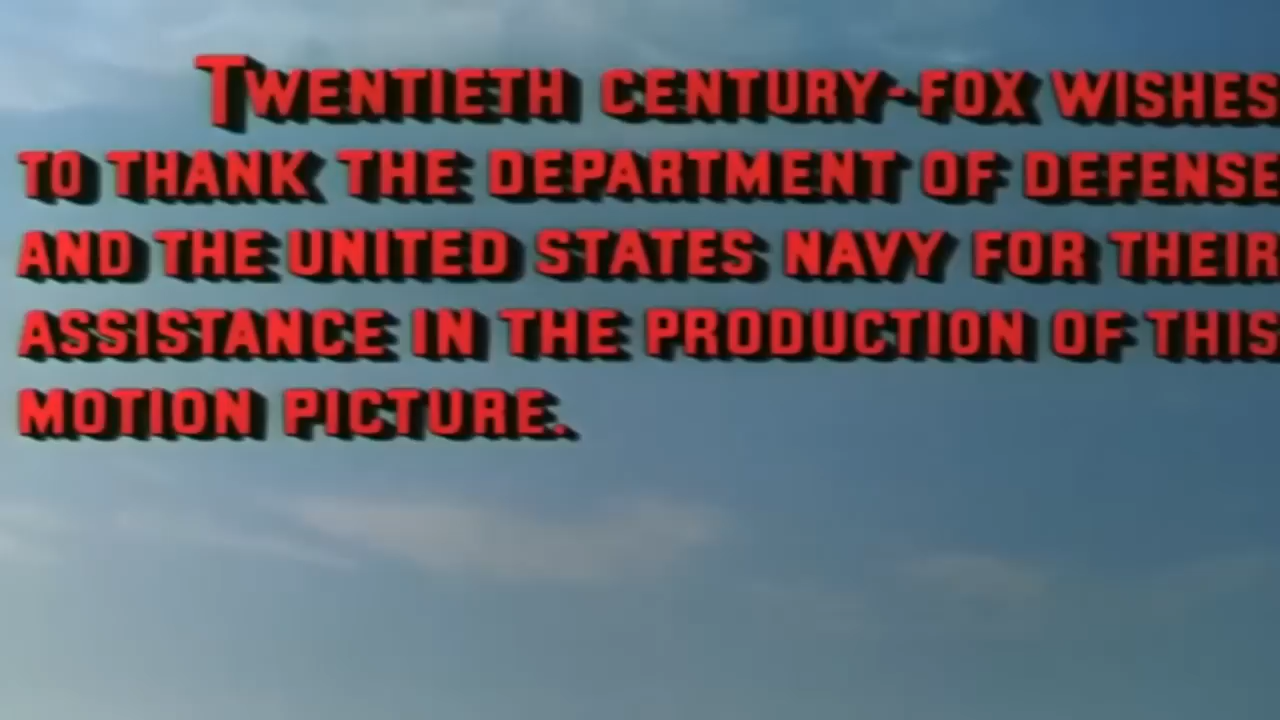 TWENTIETH CENTURY-FOX WISHES
TO THANK THE DEPARTMENT OF DEFENSE
AND THE UNITED STATES NAVY FOR THEIR
ASSISTANCE IN THE PRODUCTION OF THIS
MOTION PICTURE.